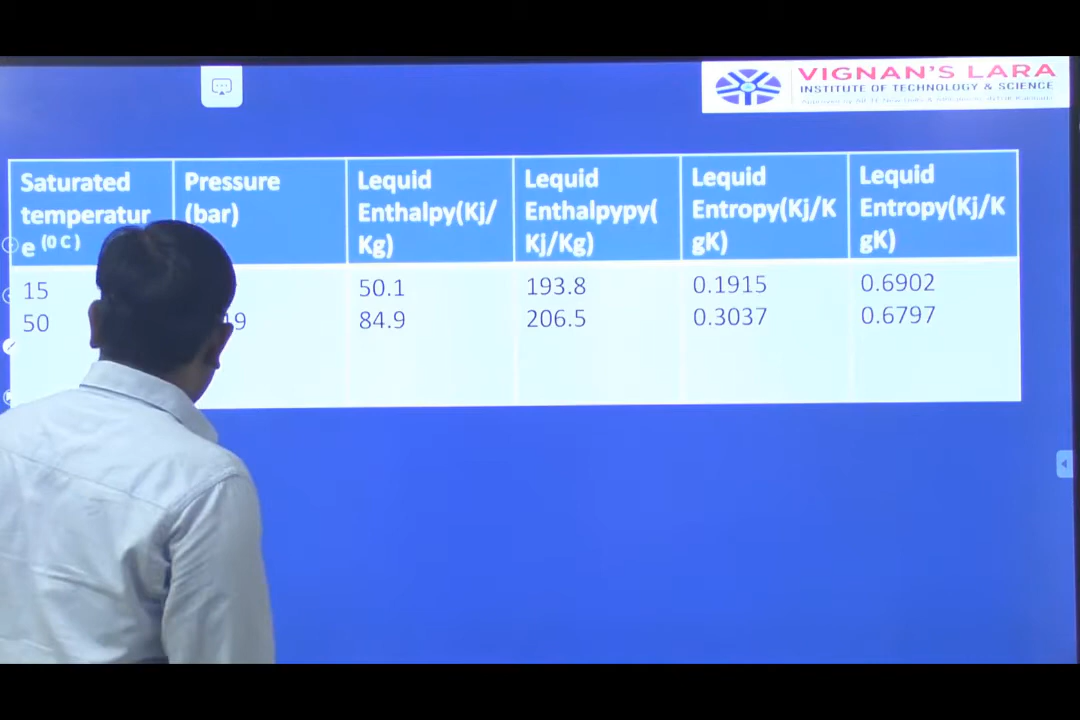 VIGNAN'S LARA
INSTITUTE OF TECHNOLOGY & SCIENCE
Saturated temperatur e (0 C) Pressure (bar) Lequid Enthalpy(Kj/ Kg) Lequid Enthalpypy( Kj/Kg) Lequid Entropy(Kj/K gK) Lequid Entropy(Kj/K gK)
15 50.1 193.8 0.1915 0.6902
50 84.9 206.5 0.3037 0.6797